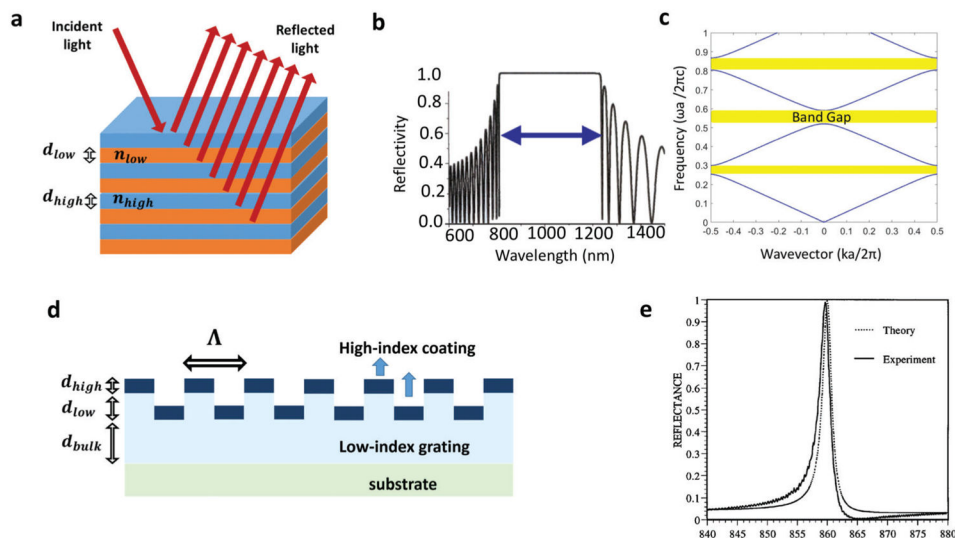 a
Incident
light
Reflected
light
d_low
n_low
d_high
n_high
b
Reflectivity
1.0
0.8
0.6
0.4
0.2
0.0
600 800 1000 1200 1400
Wavelength (nm)
c
Frequency (ωa /2πc)
1
0.9
0.8
0.7
0.6
0.5
0.4
0.3
0.2
0.1
0
Band Gap
-0.5 -0.4 -0.3 -0.2 -0.1 0 0.1 0.2 0.3 0.4 0.5
Wavevector (ka/2π)
d
Λ
High-index coating
d_high
d_low
d_bulk
Low-index grating
substrate
e
REFLECTANCE
1
0.9
0.8
0.7
0.6
0.5
0.4
0.3
0.2
0.1
0
Theory
Experiment
840 845 850 855 860 865 870 875 880